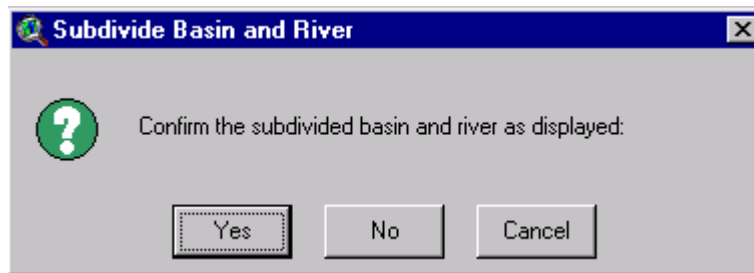 Subdivide Basin and River
Confirm the subdivided basin and river as displayed:
Yes No Cancel